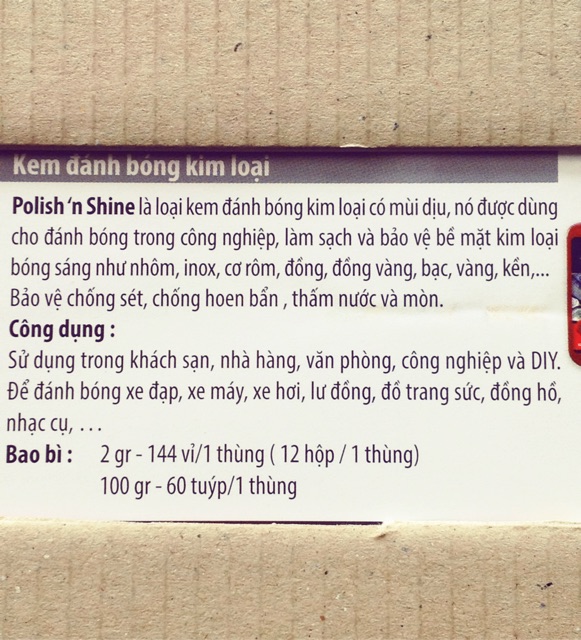 Kem đánh bóng kim loại
Polish 'n Shine là loại kem đánh bóng kim loại có mùi dịu, nó được dùng
cho đánh bóng trong công nghiệp, làm sạch và bảo vệ bề mặt kim loại
bóng sáng như nhôm, inox, cơ rôm, đồng, đồng vàng, bạc, vàng, kền,...
Bảo vệ chống sét, chống hoen bẩn , thấm nước và mòn.
Công dụng :
Sử dụng trong khách sạn, nhà hàng, văn phòng, công nghiệp và DIY.
Để đánh bóng xe đạp, xe máy, xe hơi, lư đồng, đồ trang sức, đồng hồ,
nhạc cụ, ...
Bao bì : 2 gr - 144 vỉ/1 thùng ( 12 hộp / 1 thùng)
100 gr - 60 tuýp/1 thùng